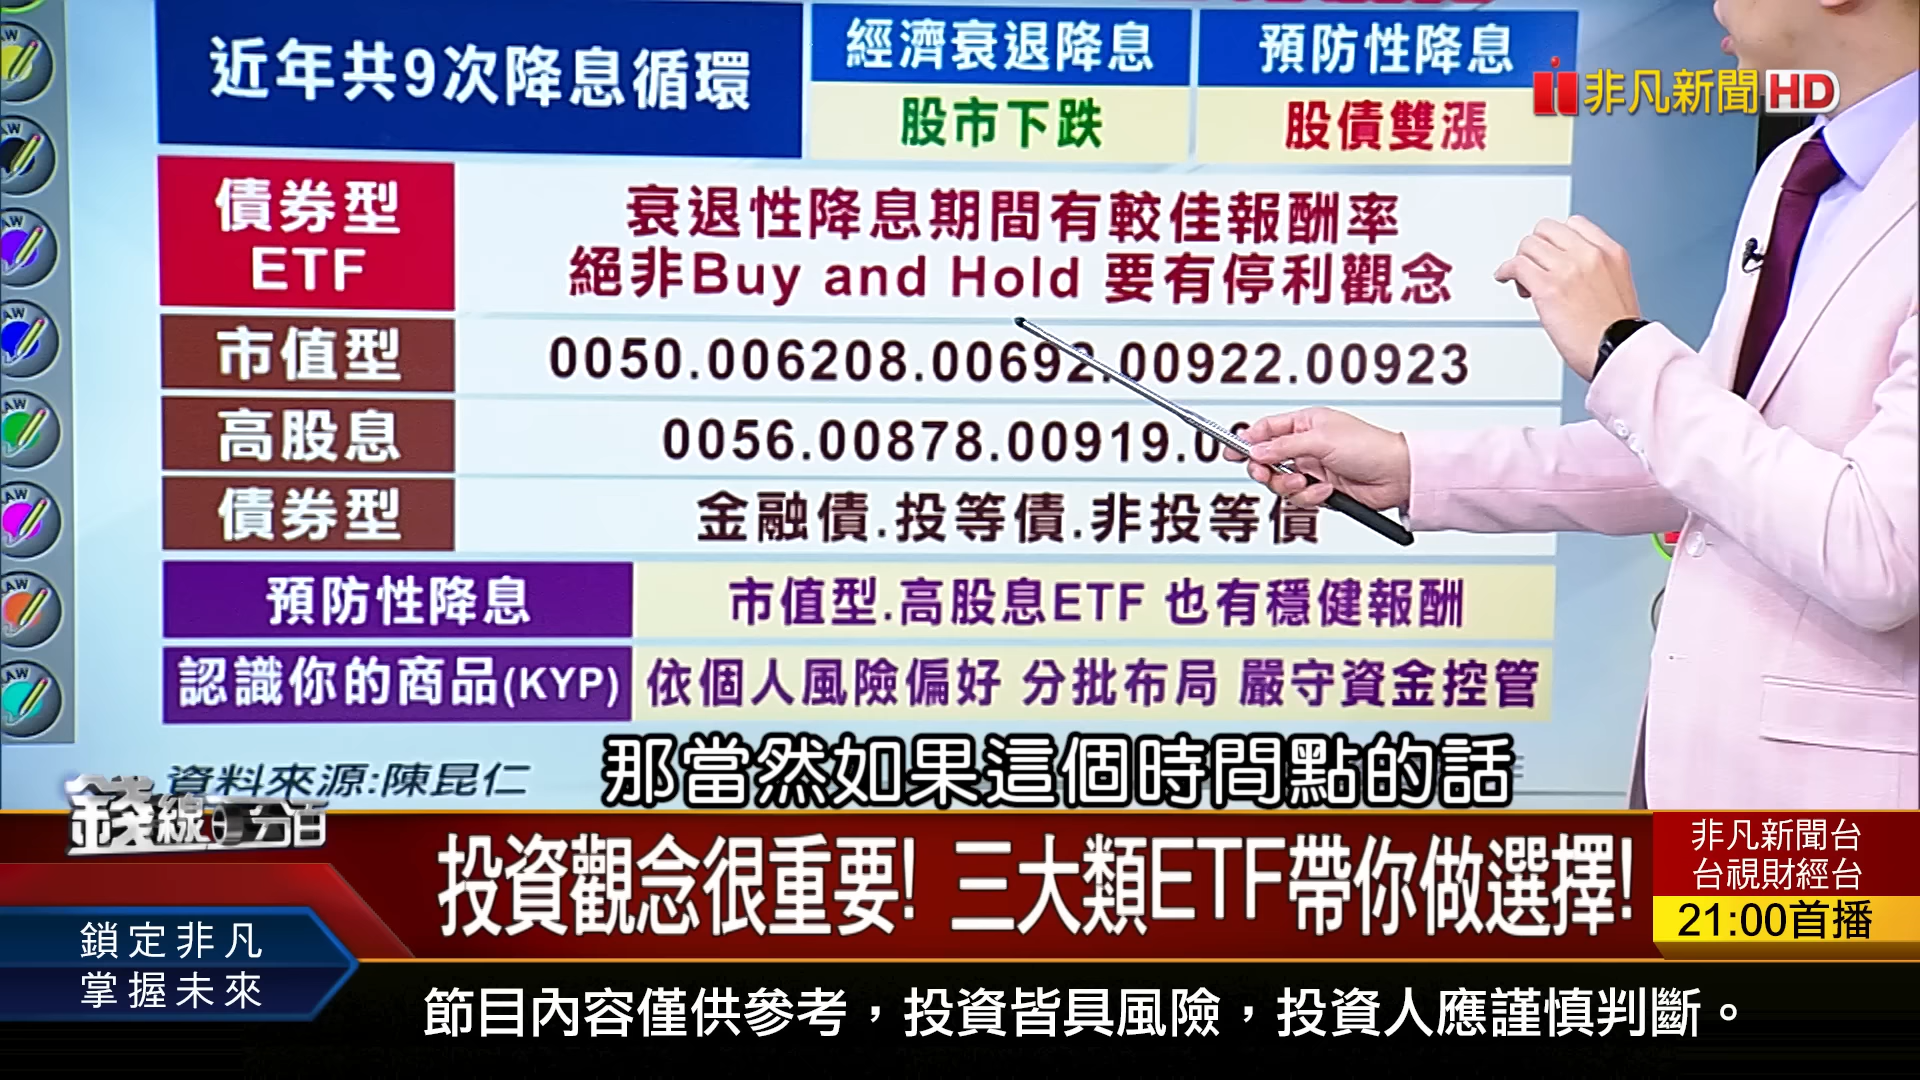 近年共9次降息循環
經濟衰退降息
預防性降息
股市下跌
股債雙漲
非凡新聞HD
債券型
ETF
衰退性降息期間有較佳報酬率
絕非Buy and Hold 要有停利觀念
市值型
0050.006208.00692.00922.00923
高股息
0056.00878.00919.
債券型
金融債.投等債.非投等債
預防性降息
市值型.高股息ETF 也有穩健報酬
認識你的商品(KYP)
依個人風險偏好 分批布局 嚴守資金控管
資料來源:陳昆仁
那當然如果這個時間點的話
錢線百分百
投資觀念很重要! 三大類ETF帶你做選擇!
非凡新聞台
台視財經台
21:00首播
鎖定非凡
掌握未來
節目內容僅供參考，投資皆具風險，投資人應謹慎判斷。